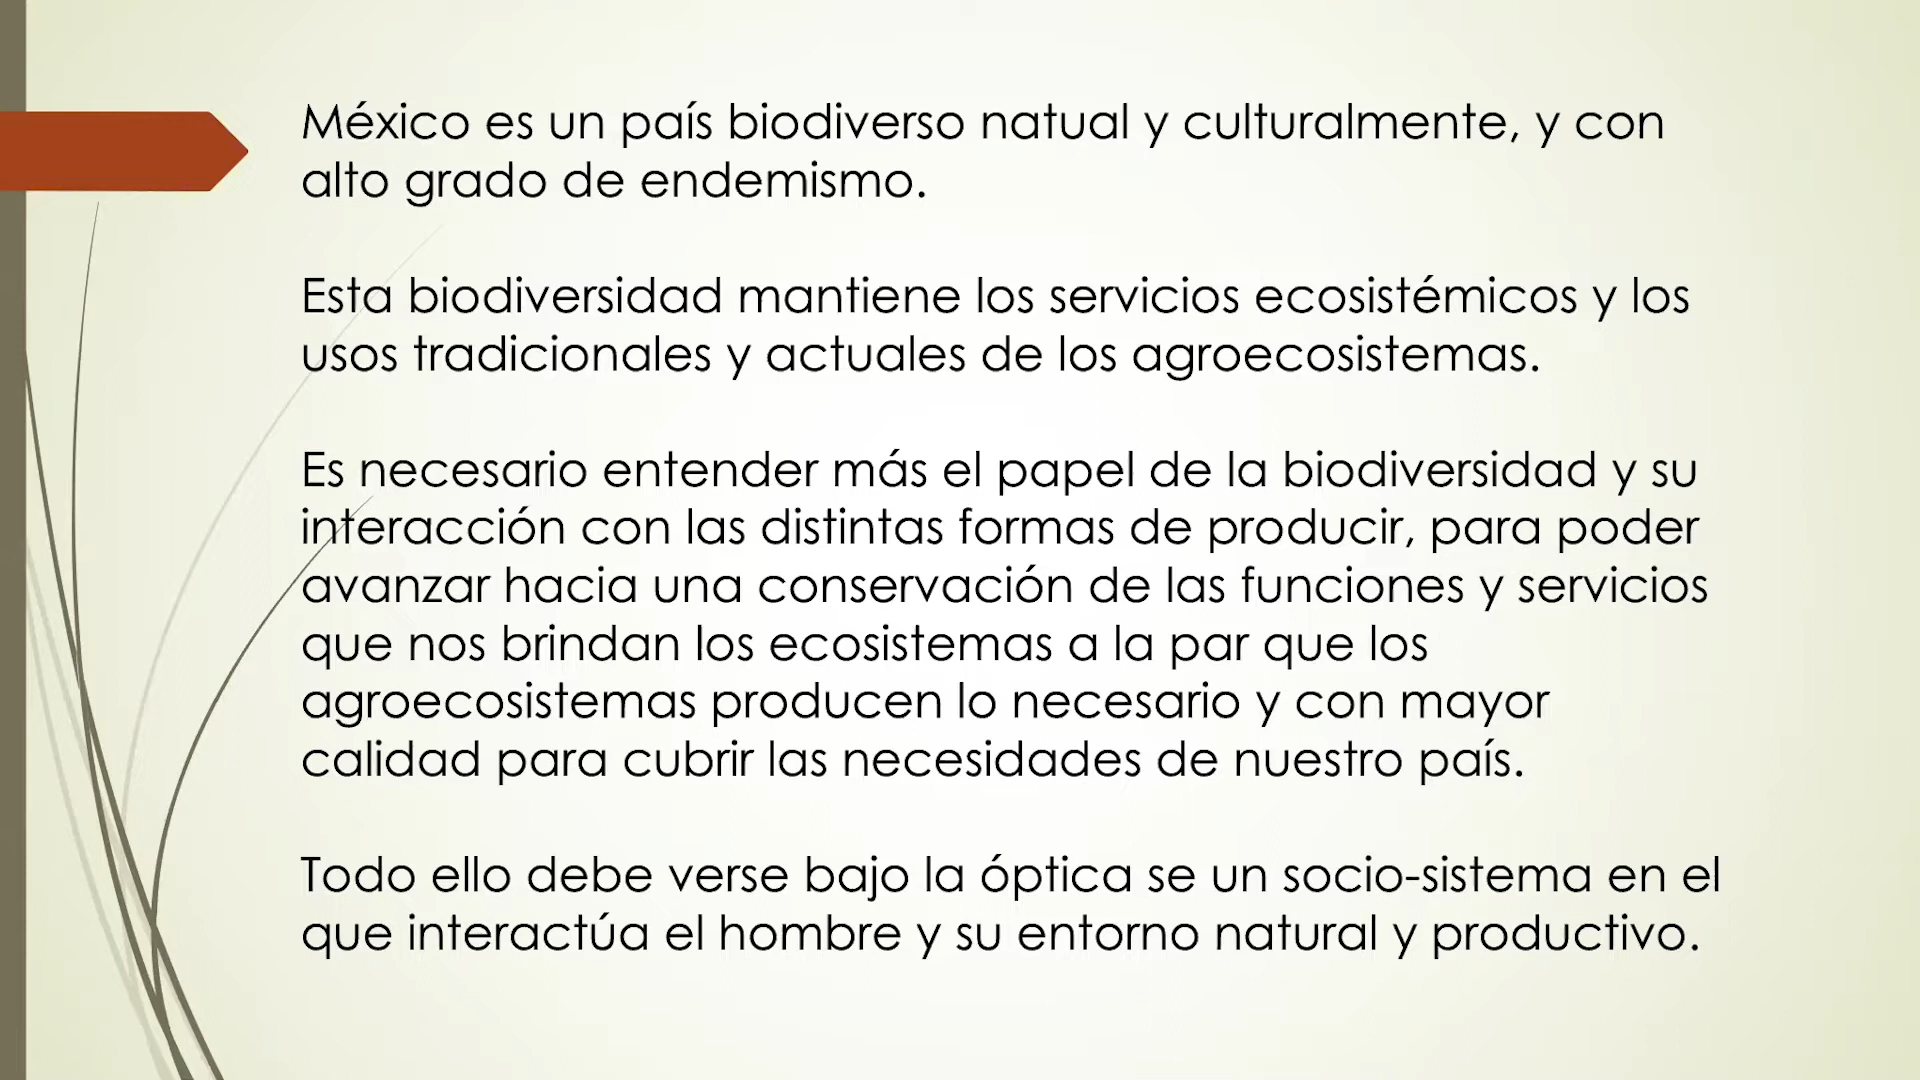 México es un país biodiverso natual y culturalmente, y con
alto grado de endemismo.
Esta biodiversidad mantiene los servicios ecosistémicos y los
usos tradicionales y actuales de los agroecosistemas.
Es necesario entender más el papel de la biodiversidad y su
interacción con las distintas formas de producir, para poder
avanzar hacia una conservación de las funciones y servicios
que nos brindan los ecosistemas a la par que los
agroecosistemas producen lo necesario y con mayor
calidad para cubrir las necesidades de nuestro país.
Todo ello debe verse bajo la óptica se un socio-sistema en el
que interactúa el hombre y su entorno natural y productivo.